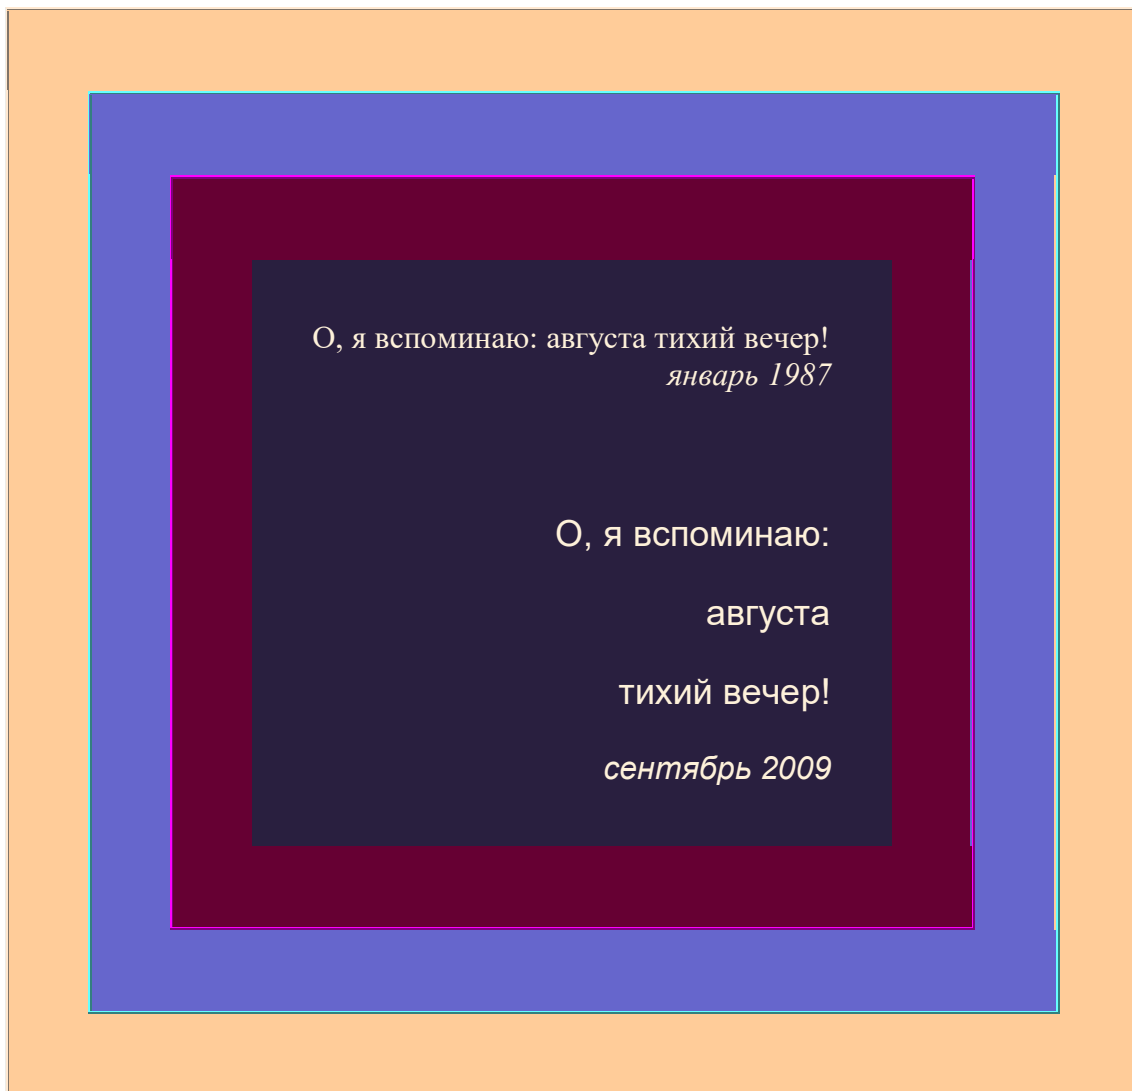 О, я вспоминаю: августа тихий вечер!
январь 1987
О, я вспоминаю:
августа
тихий вечер!
сентябрь 2009